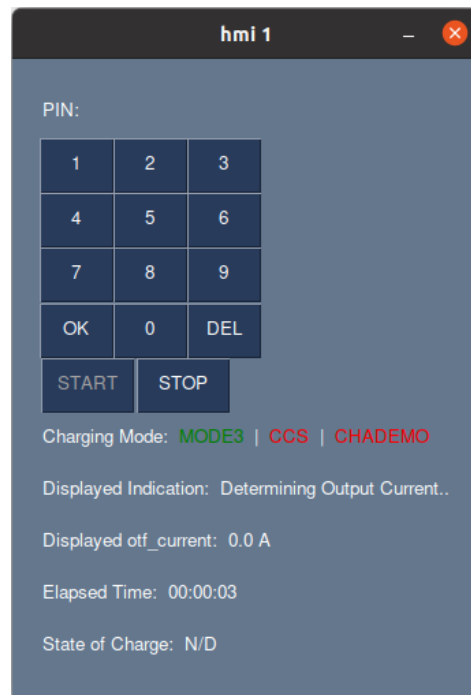 hmi 1
PIN:
1 2 3
4 5 6
7 8 9
OK 0 DEL
START STOP
Charging Mode: MODE3 | CCS | CHADEMO
Displayed Indication: Determining Output Current..
Displayed otf_current: 0.0 A
Elapsed Time: 00:00:03
State of Charge: N/D